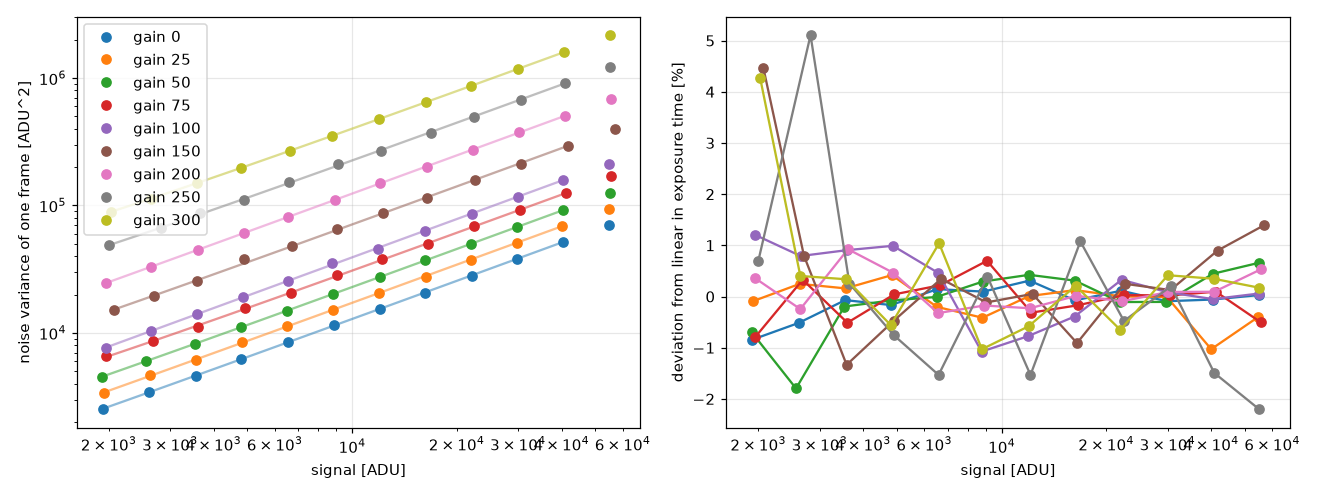 noise variance of one frame [ADU^2]
10^6
10^5
10^4
gain 0
gain 25
gain 50
gain 75
gain 100
gain 150
gain 200
gain 250
gain 300
2 × 10^3
3 × 10^3
4 × 10^3
6 × 10^3
10^4
2 × 10^4
3 × 10^4
4 × 10^4
6 × 10^4
signal [ADU]
deviation from linear in exposure time [%]
5
4
3
2
1
0
−1
−2
2 × 10^3
3 × 10^3
4 × 10^3
6 × 10^3
10^4
2 × 10^4
3 × 10^4
4 × 10^4
6 × 10^4
signal [ADU]